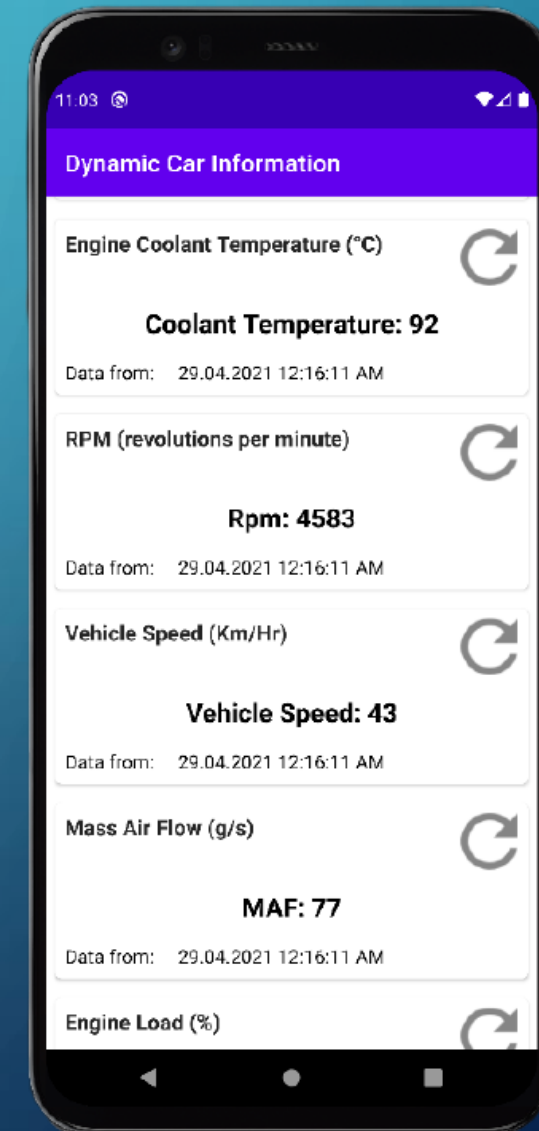 11:03
Dynamic Car Information
Engine Coolant Temperature (°C)
Coolant Temperature: 92
Data from: 29.04.2021 12:16:11 AM
RPM (revolutions per minute)
Rpm: 4583
Data from: 29.04.2021 12:16:11 AM
Vehicle Speed (Km/Hr)
Vehicle Speed: 43
Data from: 29.04.2021 12:16:11 AM
Mass Air Flow (g/s)
MAF: 77
Data from: 29.04.2021 12:16:11 AM
Engine Load (%)